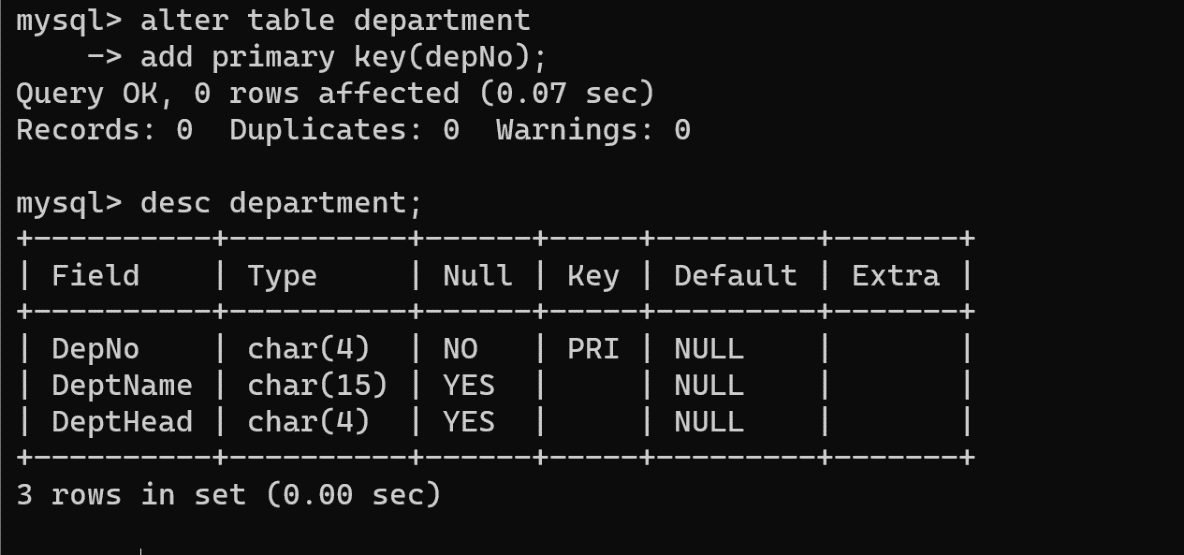 mysql> alter table department
    -> add primary key(depNo);
Query OK, 0 rows affected (0.07 sec)
Records: 0  Duplicates: 0  Warnings: 0

mysql> desc department;
+----------+----------+------+-----+---------+-------+
| Field    | Type     | Null | Key | Default | Extra |
+----------+----------+------+-----+---------+-------+
| DepNo    | char(4)  | NO   | PRI | NULL    |       |
| DeptName | char(15) | YES  |     | NULL    |       |
| DeptHead | char(4)  | YES  |     | NULL    |       |
+----------+----------+------+-----+---------+-------+
3 rows in set (0.00 sec)